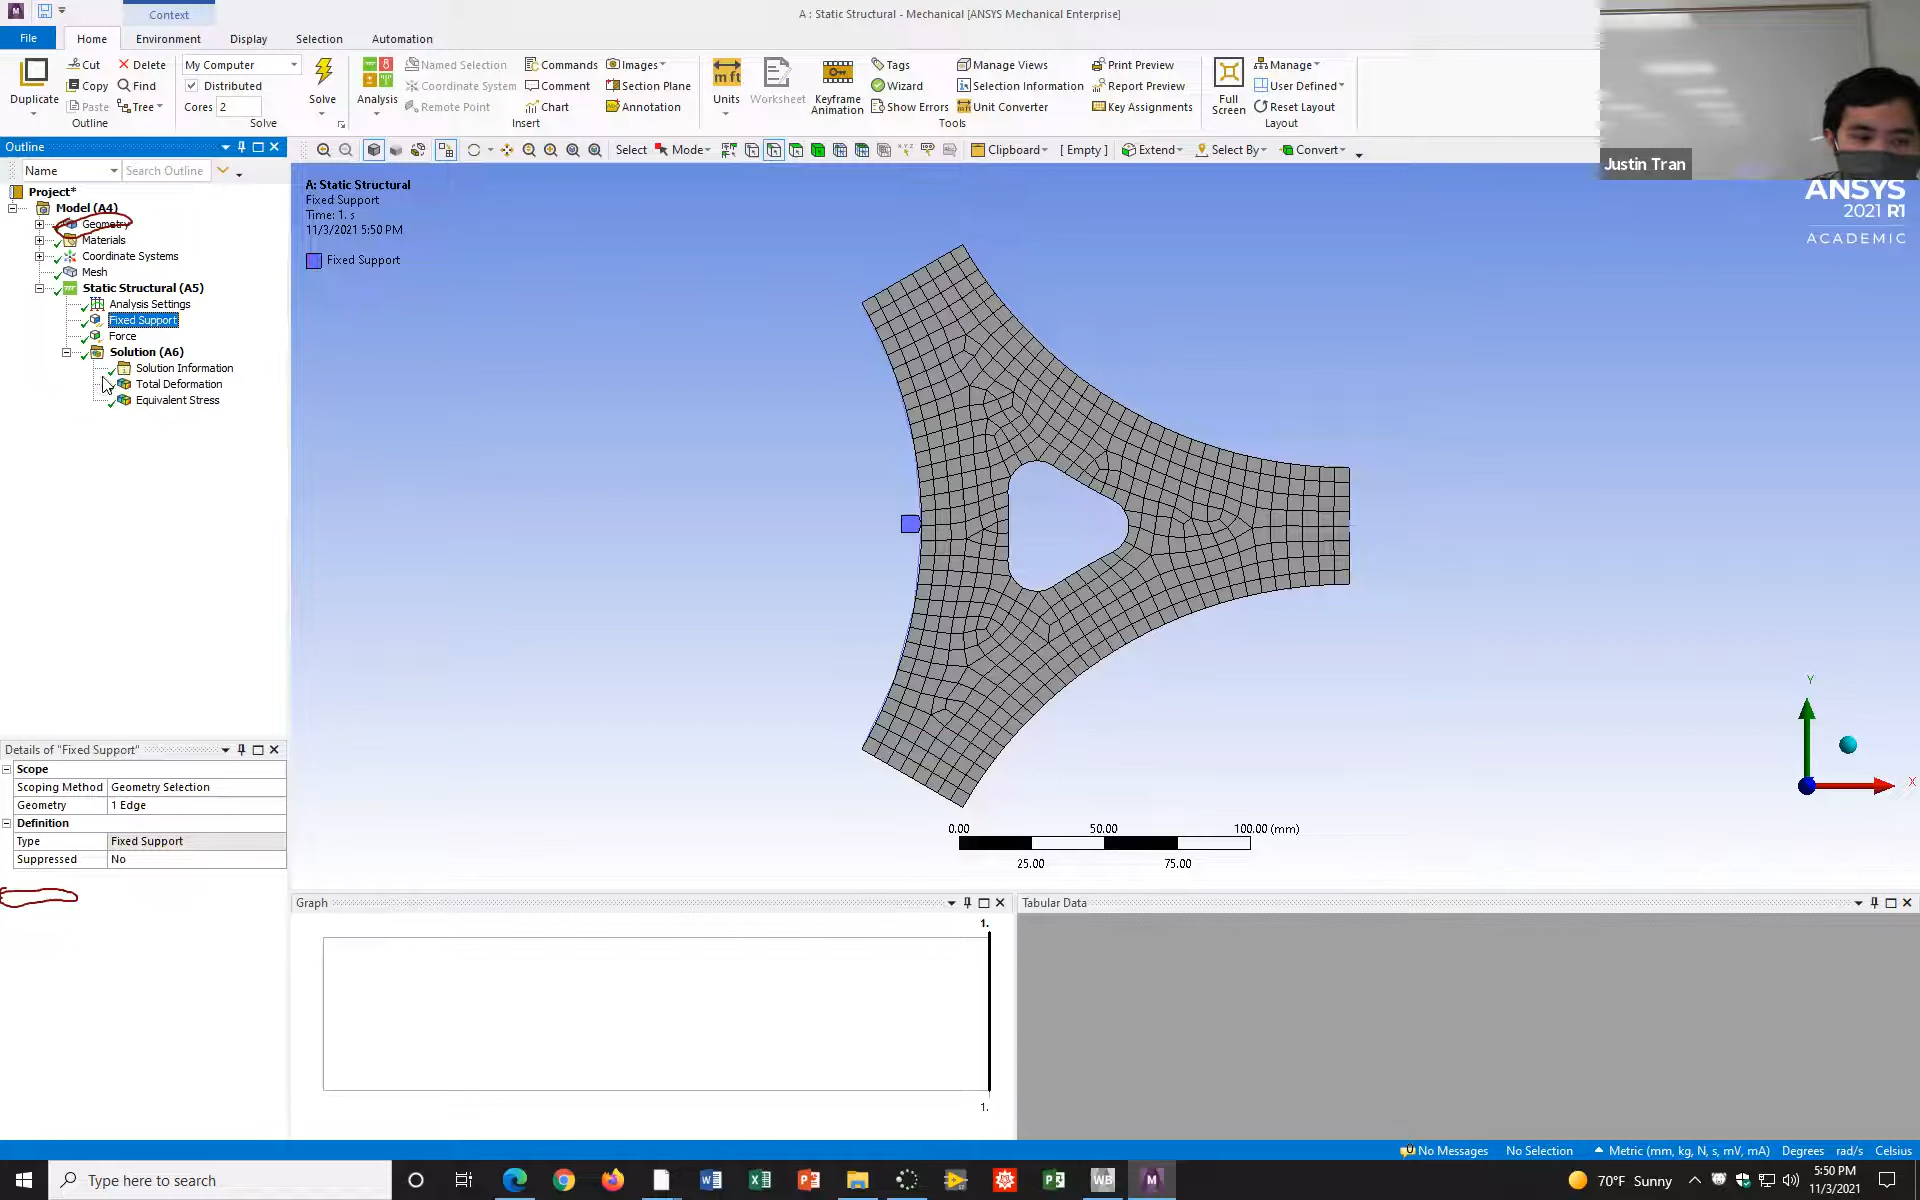 Context
A : Static Structural - Mechanical [ANSYS Mechanical Enterprise]
File Home Environment Display Selection Automation
Duplicate
Cut Delete
Copy Find
Paste Tree
Outline
My Computer
Distributed
Cores 2
Solve
Solve
Analysis
Named Selection
Coordinate System
Remote Point
Commands
Comment
Chart
Images
Section Plane
Annotation
Insert
Units
Worksheet
Keyframe
Animation
Tags
Wizard
Show Errors
Manage Views
Selection Information
Unit Converter
Print Preview
Report Preview
Key Assignments
Tools
Full
Screen
Manage
User Defined
Reset Layout
Layout
Justin Tran
Outline
Name Search Outline
Select Mode Clipboard [ Empty ] Extend Select By Convert
Project*
Model (A4)
Geometry
Materials
Coordinate Systems
Mesh
Static Structural (A5)
Analysis Settings
Fixed Support
Force
Solution (A6)
Solution Information
Total Deformation
Equivalent Stress
A: Static Structural
Fixed Support
Time: 1. s
11/3/2021 5:50 PM
Fixed Support
ANSYS
2021 R1
ACADEMIC
Y
X
0.00 50.00 100.00 (mm)
25.00 75.00
Details of "Fixed Support"
Scope
Scoping Method Geometry Selection
Geometry 1 Edge
Definition
Type Fixed Support
Suppressed No
Graph
1.
1.
Tabular Data
No Messages No Selection Metric (mm, kg, N, s, mV, mA) Degrees rad/s Celsius
Type here to search
WB
M
70°F Sunny
5:50 PM
11/3/2021